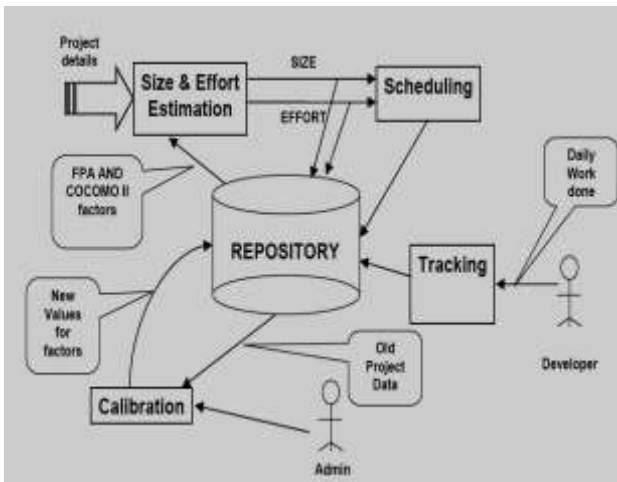 Project
details
Size & Effort
Estimation
SIZE
EFFORT
Scheduling
FPA AND
COCOMO II
factors
Daily
Work
done
REPOSITORY
Tracking
New
Values
for
factors
Old
Project
Data
Developer
Calibration
Admin